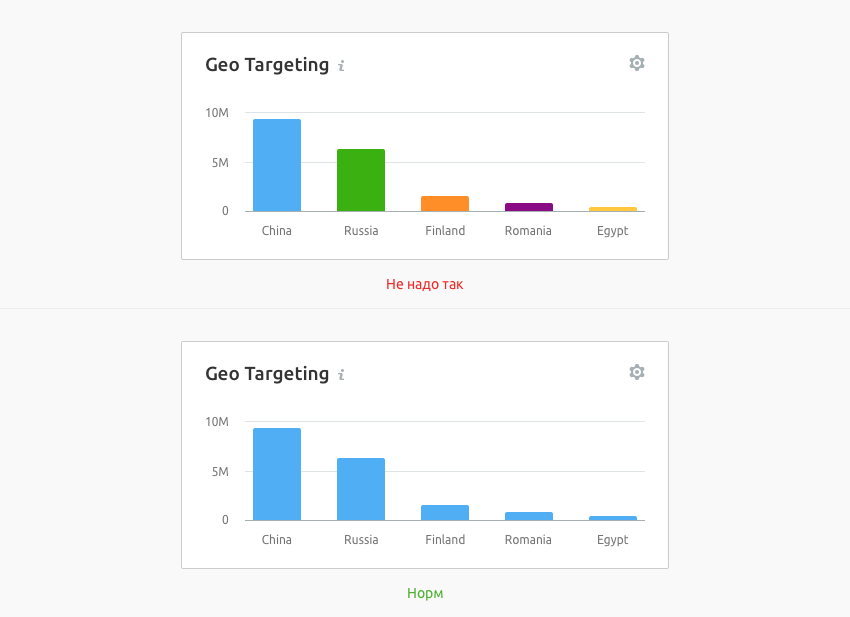 Geo Targeting i
10M
5M
0
China Russia Finland Romania Egypt
Не надо так
Geo Targeting i
10M
5M
0
China Russia Finland Romania Egypt
Норм